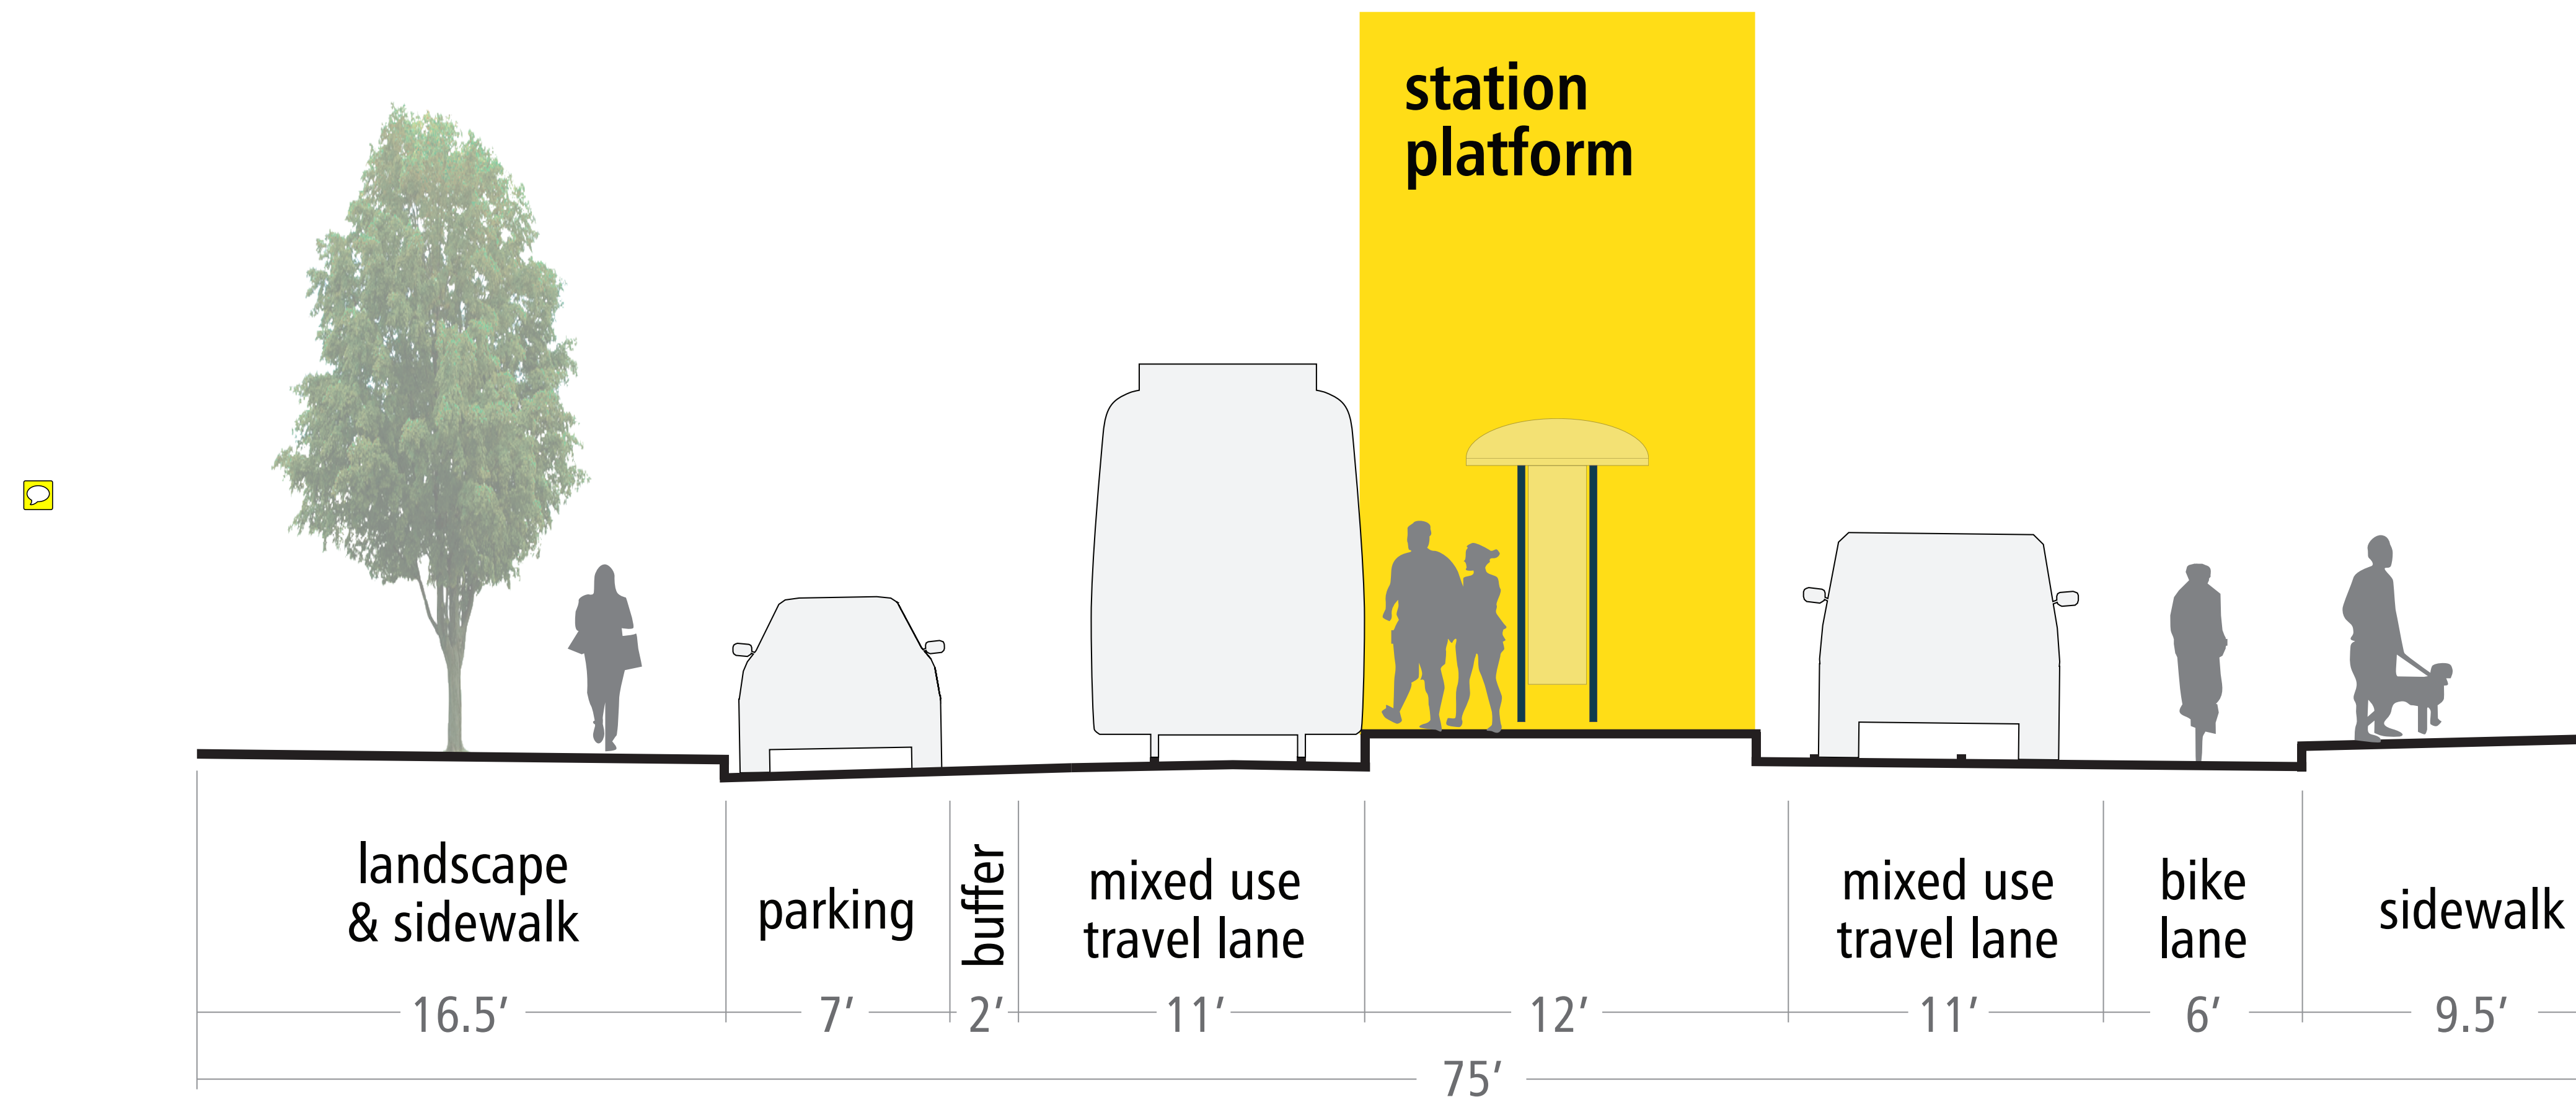 station
platform
landscape
& sidewalk
parking
buffer
mixed use
travel lane
mixed use
travel lane
bike
lane
sidewalk
16.5′
7′
2′
11′
12′
11′
6′
9.5′
75′